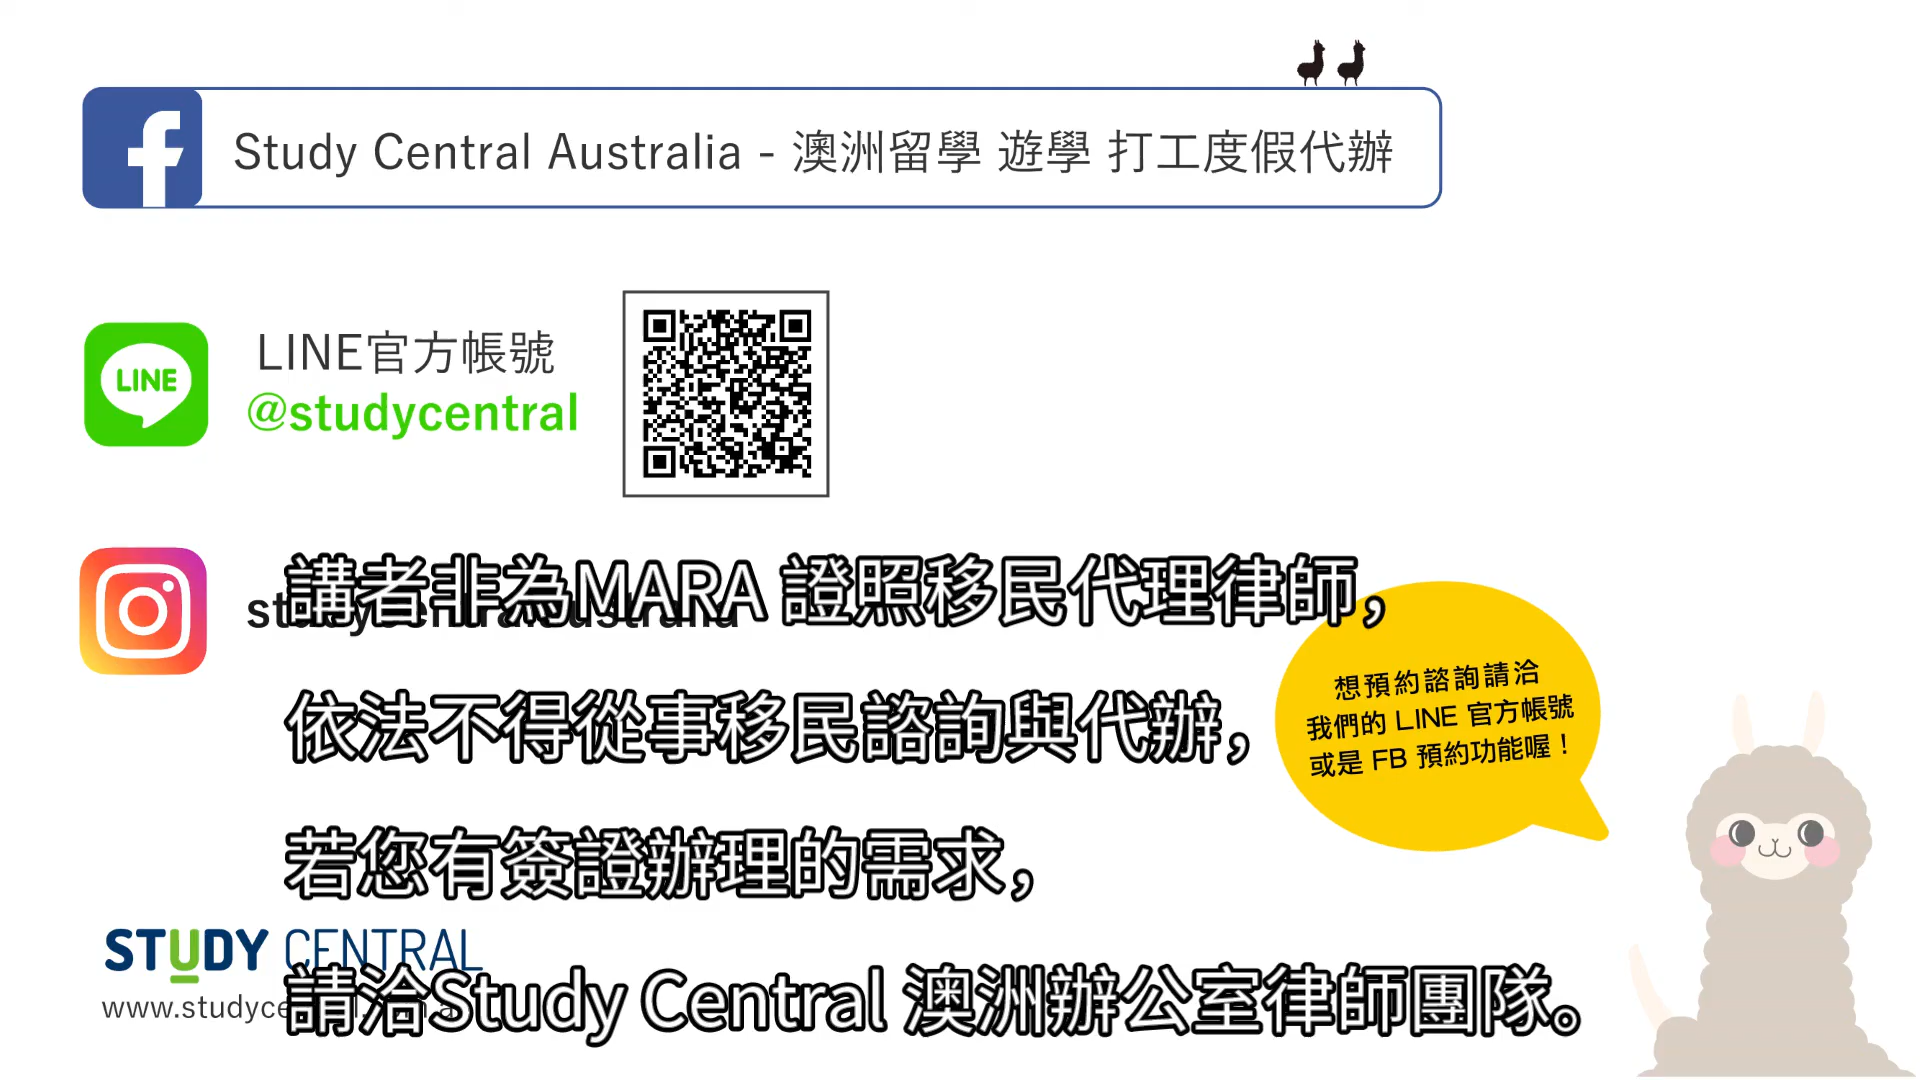 Study Central Australia - 澳洲留學 遊學 打工度假代辦
LINE
LINE官方帳號
@studycentral
講者非為MARA 證照移民代理律師，
依法不得從事移民諮詢與代辦，
若您有簽證辦理的需求，
請洽Study Central 澳洲辦公室律師團隊。
想預約諮詢請洽
我們的 LINE 官方帳號
或是 FB 預約功能喔！
STUDY CENTRAL